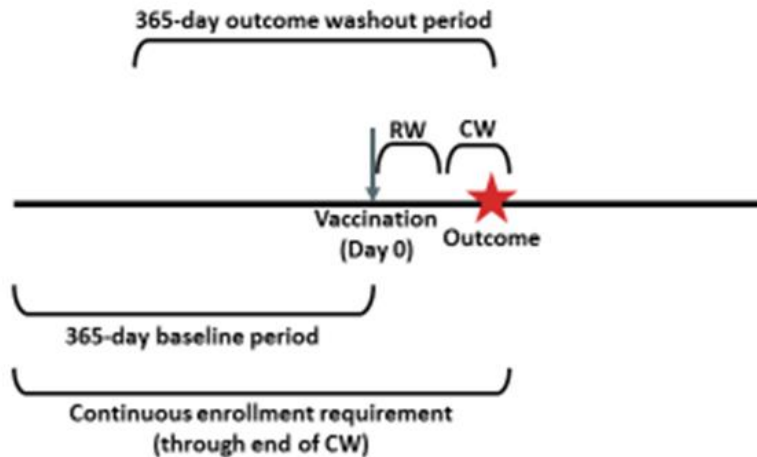 365-day outcome washout period
RW
CW
Vaccination
(Day 0)
Outcome
365-day baseline period
Continuous enrollment requirement
(through end of CW)